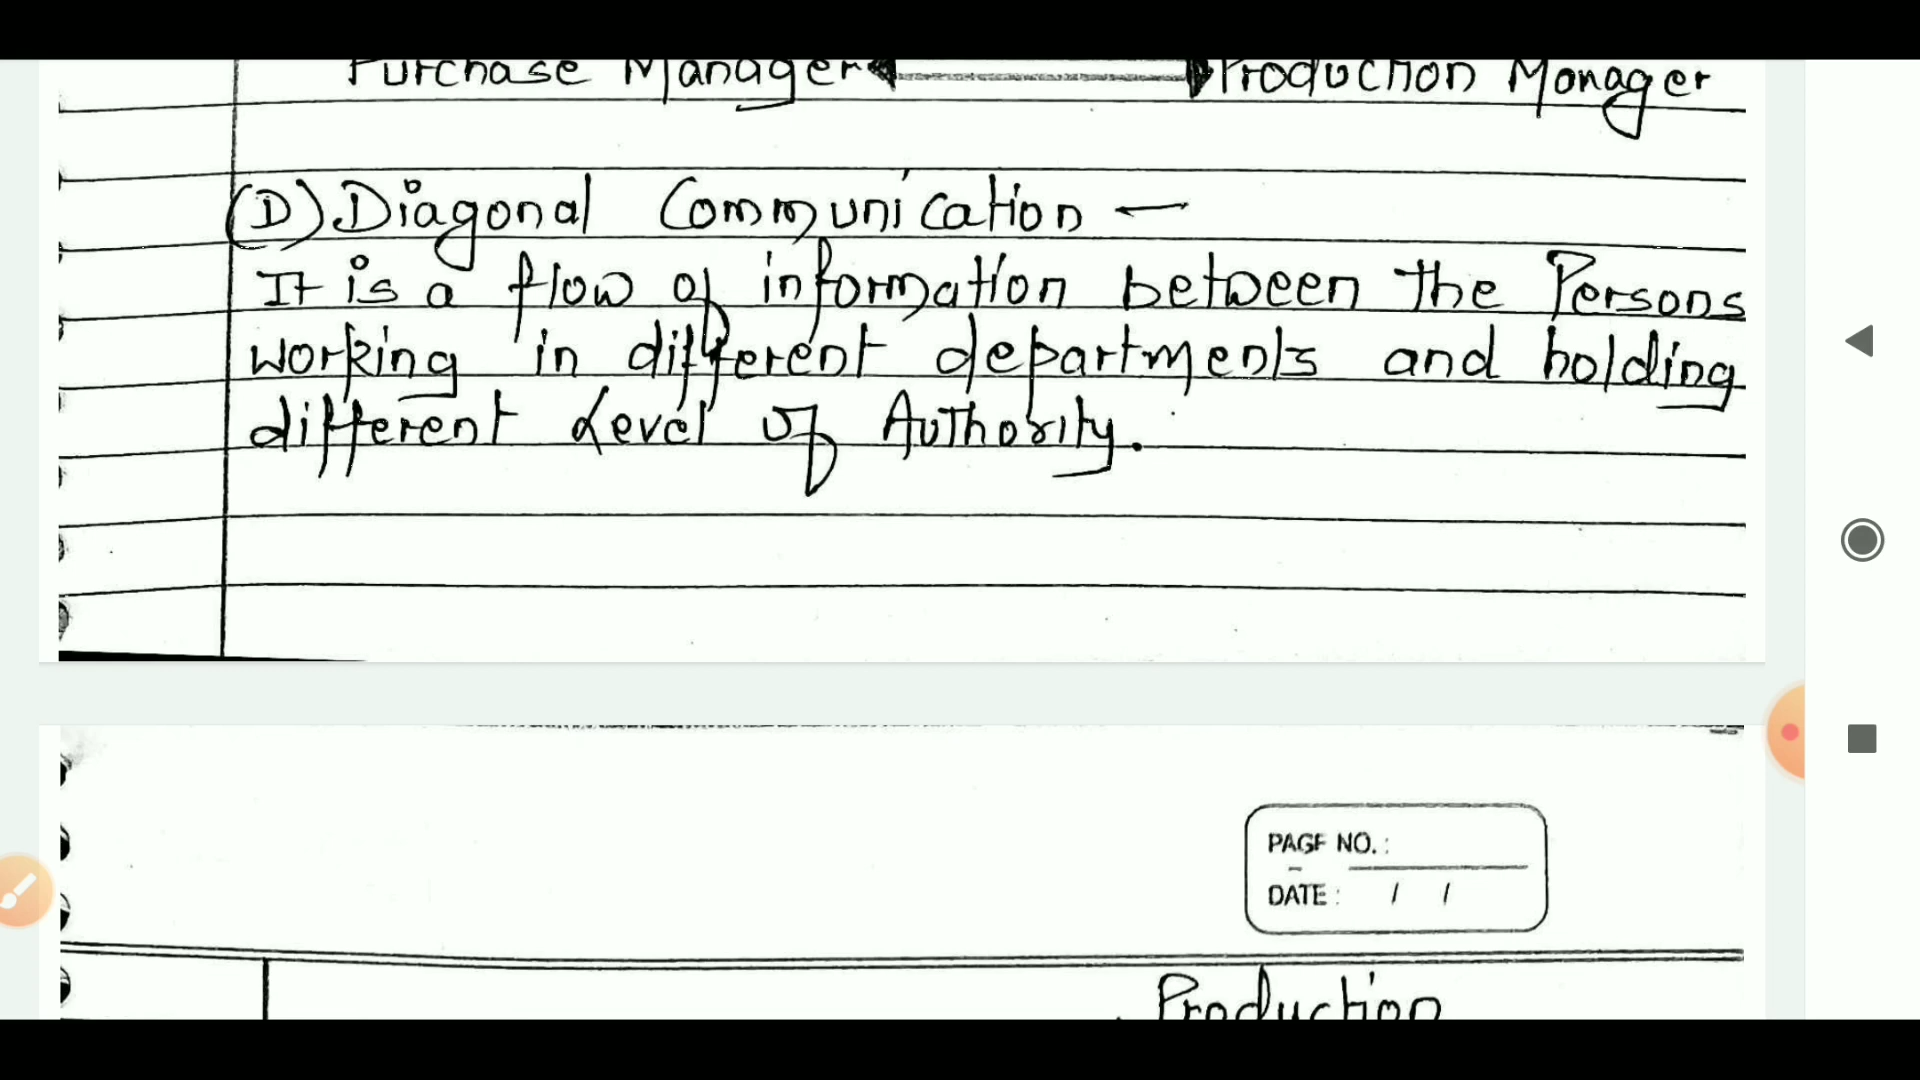 Purchase Manager Production Monager
(D) Diagonal Communication —
It is a flow of information between the Persons
working in different departments and holding
different Level of Authority.
PAGE NO. :
DATE : / /
Production